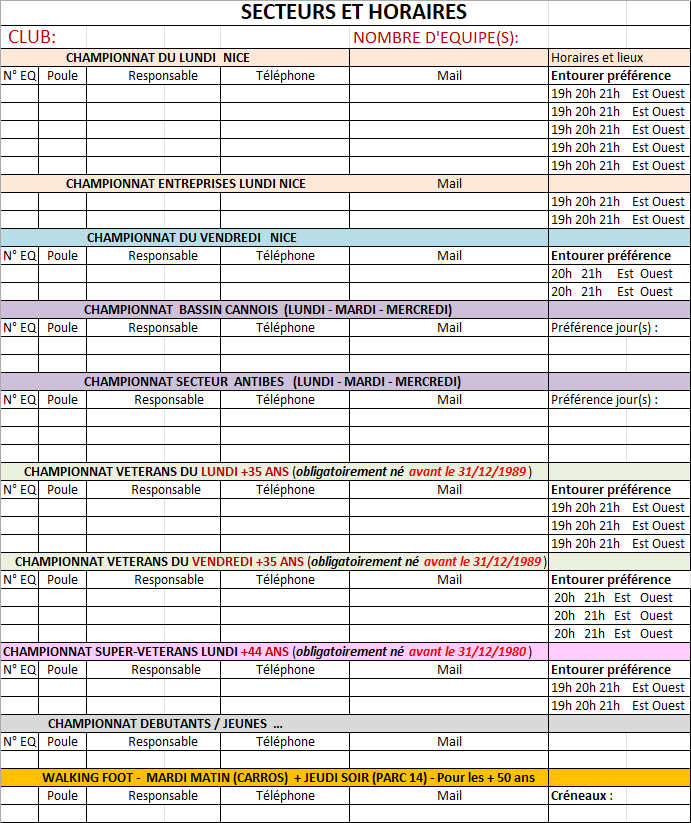 SECTEURS ET HORAIRES
CLUB: NOMBRE D'EQUIPE(S):
CHAMPIONNAT DU LUNDI NICE Horaires et lieux
N° EQ Poule Responsable Téléphone Mail Entourer préférence
19h 20h 21h Est Ouest
19h 20h 21h Est Ouest
19h 20h 21h Est Ouest
19h 20h 21h Est Ouest
19h 20h 21h Est Ouest
CHAMPIONNAT ENTREPRISES LUNDI NICE Mail
19h 20h 21h Est Ouest
19h 20h 21h Est Ouest
CHAMPIONNAT DU VENDREDI NICE
N° EQ Poule Responsable Téléphone Mail Entourer préférence
20h 21h Est Ouest
20h 21h Est Ouest
CHAMPIONNAT BASSIN CANNOIS (LUNDI - MARDI - MERCREDI)
N° EQ Poule Responsable Téléphone Mail Préférence jour(s) :
CHAMPIONNAT SECTEUR ANTIBES (LUNDI - MARDI - MERCREDI)
N° EQ Poule Responsable Téléphone Mail Préférence jour(s) :
CHAMPIONNAT VETERANS DU LUNDI +35 ANS (obligatoirement né avant le 31/12/1989)
N° EQ Poule Responsable Téléphone Mail Entourer préférence
19h 20h 21h Est Ouest
19h 20h 21h Est Ouest
19h 20h 21h Est Ouest
CHAMPIONNAT VETERANS DU VENDREDI +35 ANS (obligatoirement né avant le 31/12/1989)
N° EQ Poule Responsable Téléphone Mail Entourer préférence
20h 21h Est Ouest
20h 21h Est Ouest
20h 21h Est Ouest
CHAMPIONNAT SUPER-VETERANS LUNDI +44 ANS (obligatoirement né avant le 31/12/1980)
N° EQ Poule Responsable Téléphone Mail Entourer préférence
19h 20h 21h Est Ouest
19h 20h 21h Est Ouest
CHAMPIONNAT DEBUTANTS / JEUNES ...
N° EQ Poule Responsable Téléphone Mail
WALKING FOOT - MARDI MATIN (CARROS) + JEUDI SOIR (PARC 14) - Pour les + 50 ans
Poule Responsable Téléphone Mail Créneaux :